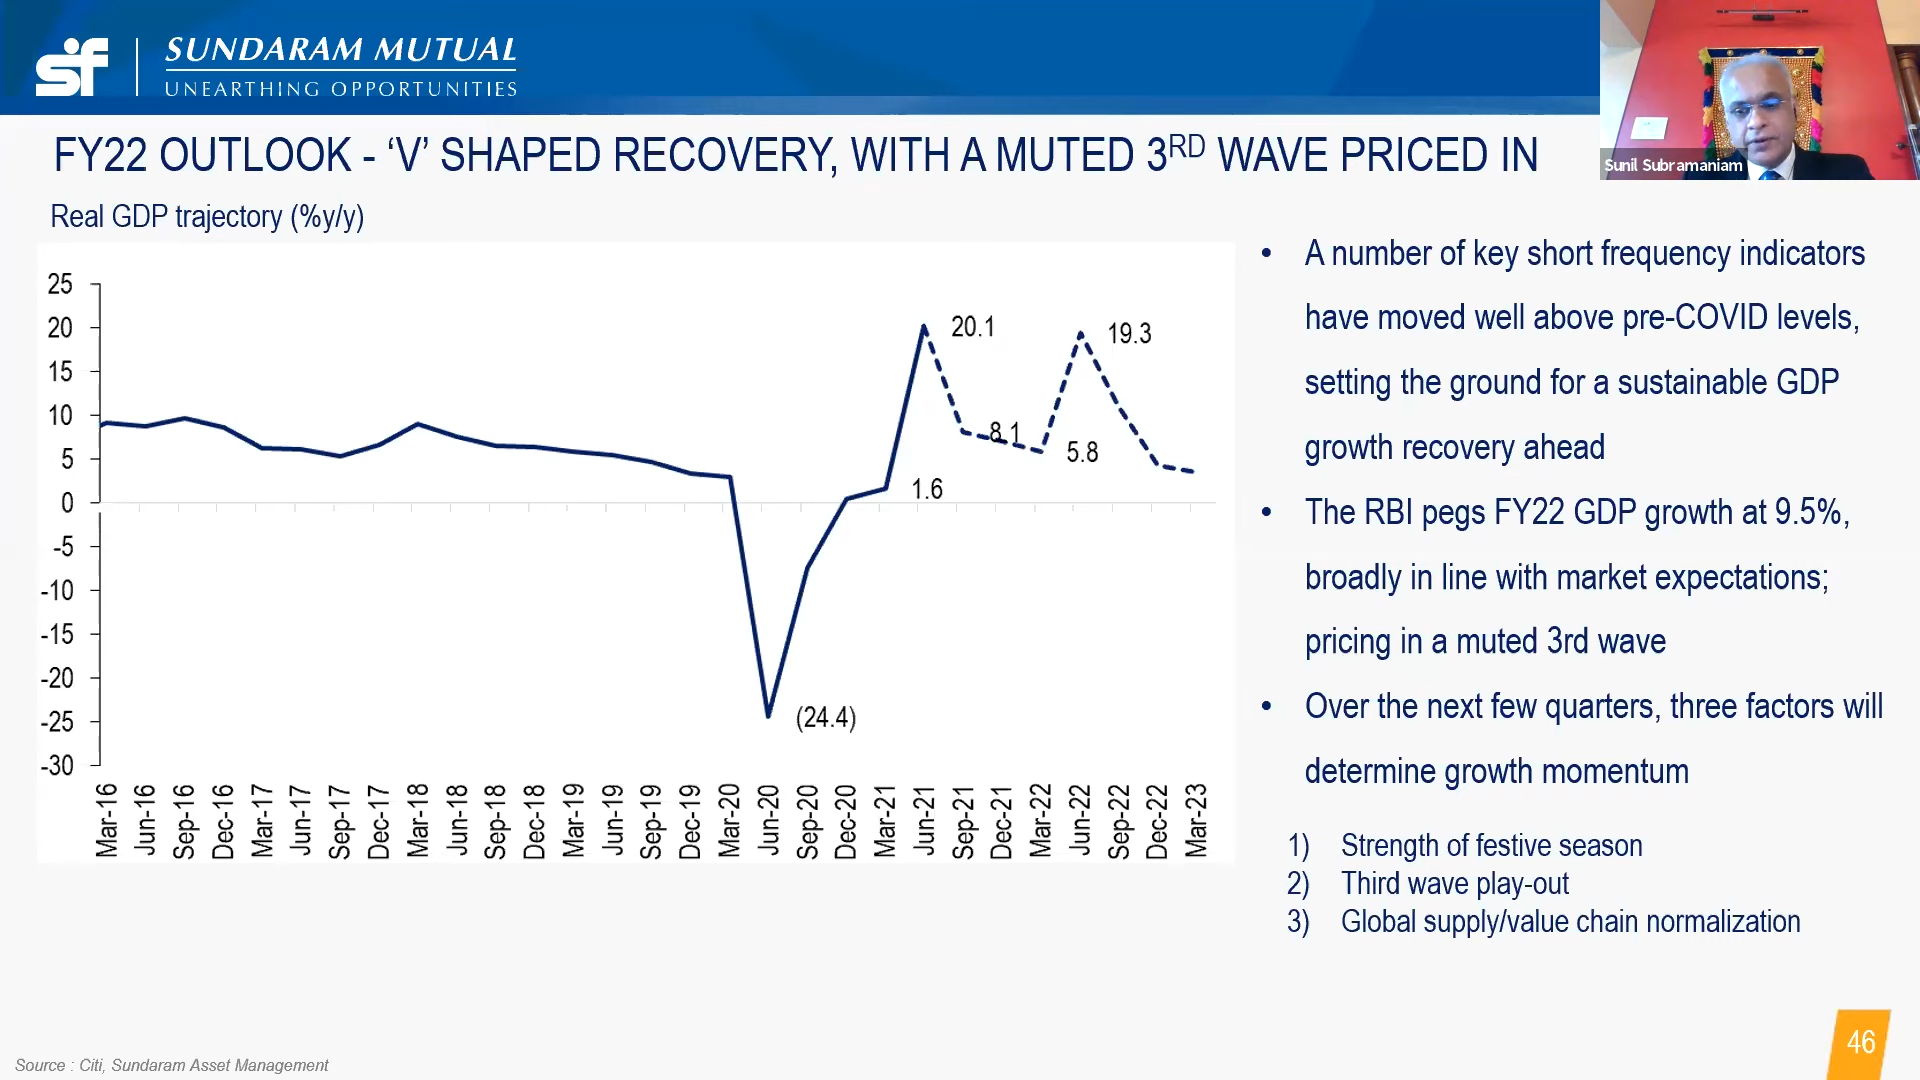 sf
SUNDARAM MUTUAL
UNEARTHING OPPORTUNITIES
Sunil Subramaniam
FY22 OUTLOOK - ‘V’ SHAPED RECOVERY, WITH A MUTED 3RD WAVE PRICED IN
Real GDP trajectory (%y/y)
25
20
15
10
5
0
-5
-10
-15
-20
-25
-30
20.1
19.3
8.1
5.8
1.6
(24.4)
Mar-16
Jun-16
Sep-16
Dec-16
Mar-17
Jun-17
Sep-17
Dec-17
Mar-18
Jun-18
Sep-18
Dec-18
Mar-19
Jun-19
Sep-19
Dec-19
Mar-20
Jun-20
Sep-20
Dec-20
Mar-21
Jun-21
Sep-21
Dec-21
Mar-22
Jun-22
Sep-22
Dec-22
Mar-23
• A number of key short frequency indicators
have moved well above pre-COVID levels,
setting the ground for a sustainable GDP
growth recovery ahead
• The RBI pegs FY22 GDP growth at 9.5%,
broadly in line with market expectations;
pricing in a muted 3rd wave
• Over the next few quarters, three factors will
determine growth momentum
1) Strength of festive season
2) Third wave play-out
3) Global supply/value chain normalization
Source : Citi, Sundaram Asset Management
46